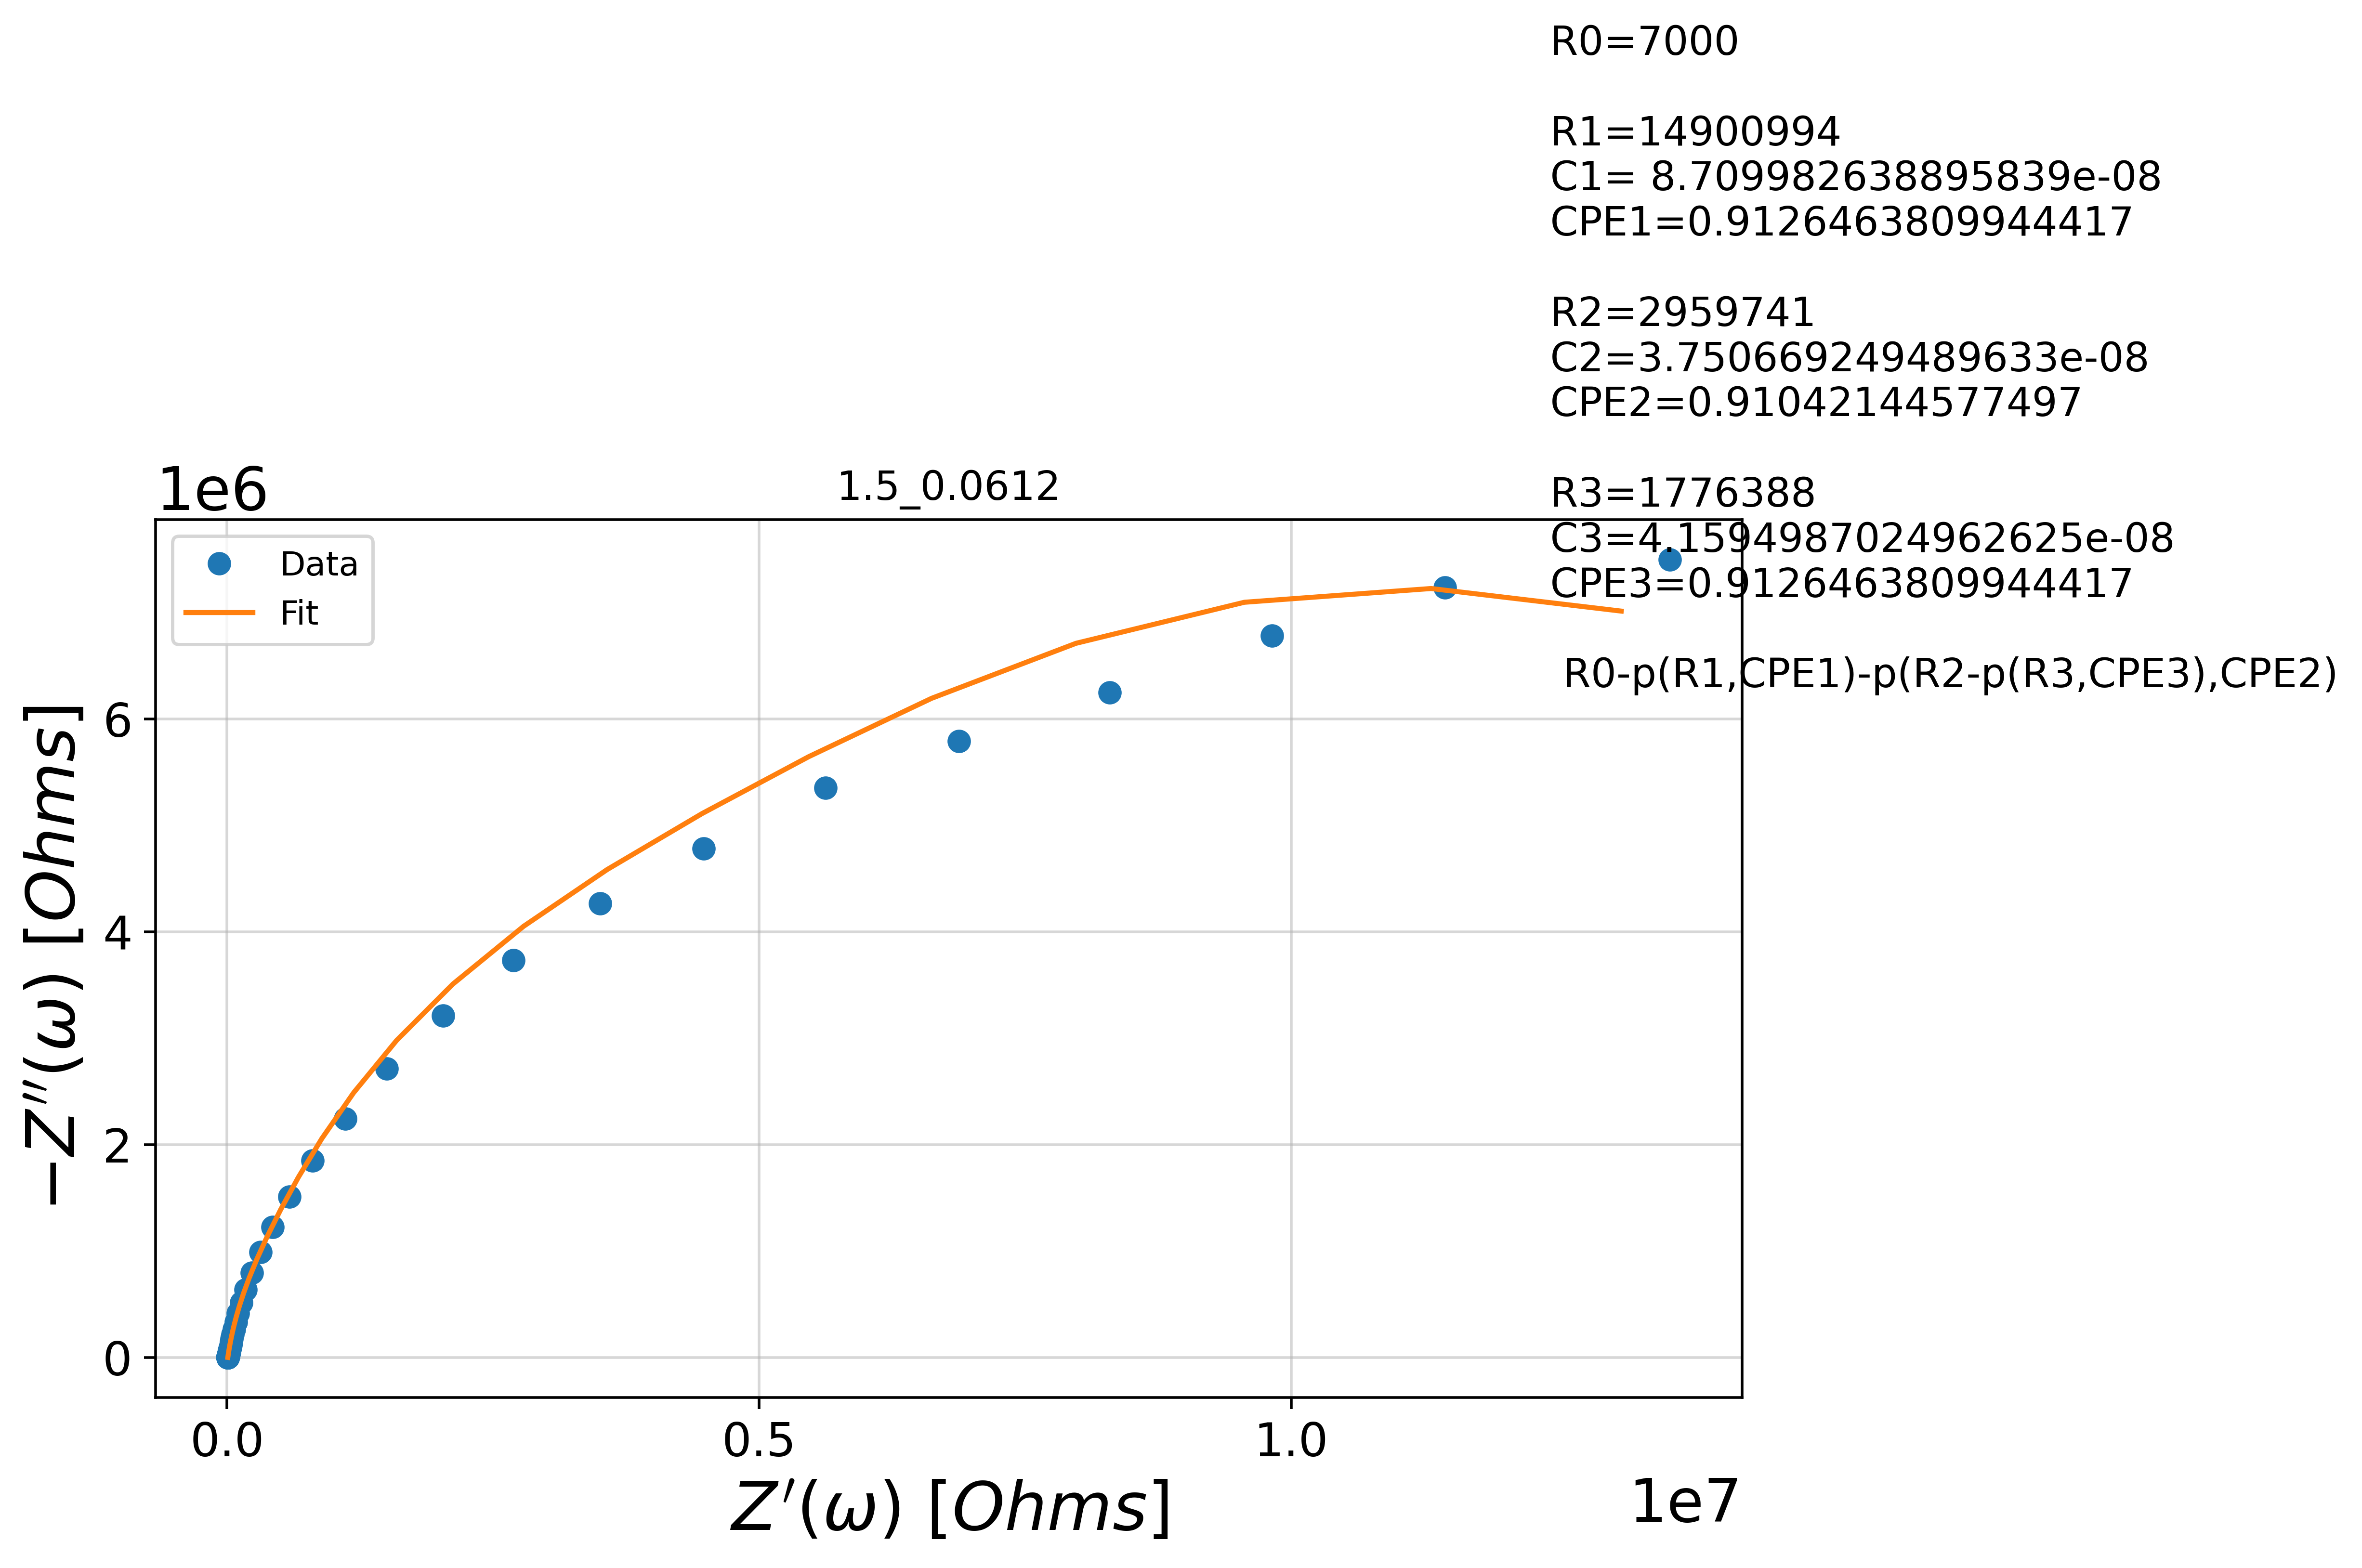 R0=7000
R1=14900994
C1= 8.709982638895839e-08
CPE1=0.9126463809944417
R2=2959741
C2=3.750669249489633e-08
CPE2=0.91042144577497
R3=1776388
C3=4.1594987024962625e-08
CPE3=0.9126463809944417
R0-p(R1,CPE1)-p(R2-p(R3,CPE3),CPE2)
1e6
1.5_0.0612
Data
Fit
6
4
2
0
−Z′′(ω) [Ohms]
0.0
0.5
1.0
Z′(ω) [Ohms]
1e7